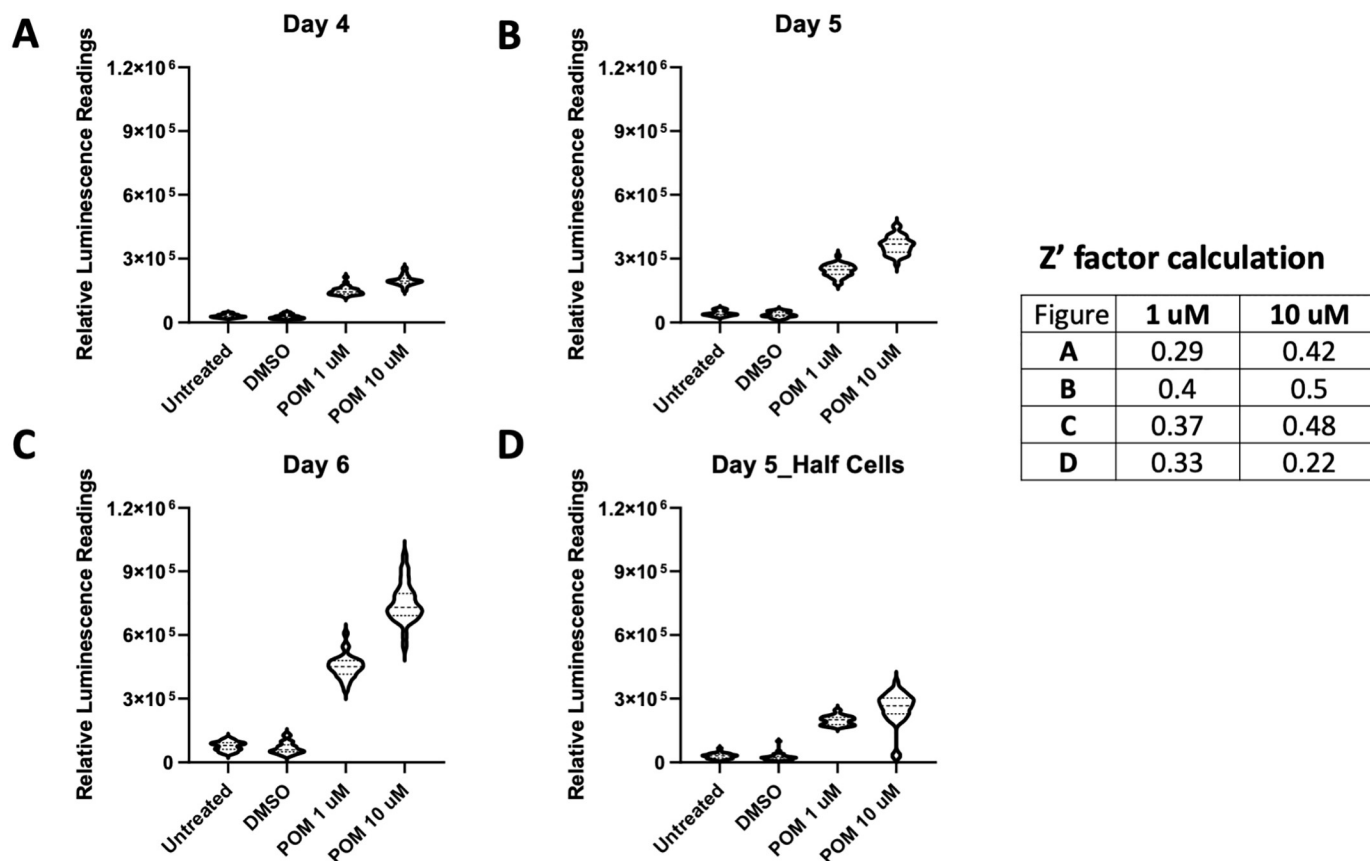 A
Day 4
Relative Luminescence Readings
1.2×10⁶
9×10⁵
6×10⁵
3×10⁵
0
Untreated
DMSO
POM 1 uM
POM 10 uM
B
Day 5
Relative Luminescence Readings
1.2×10⁶
9×10⁵
6×10⁵
3×10⁵
0
Untreated
DMSO
POM 1 uM
POM 10 uM
Z’ factor calculation
Figure 1 uM 10 uM
A 0.29 0.42
B 0.4 0.5
C 0.37 0.48
D 0.33 0.22
C
Day 6
Relative Luminescence Readings
1.2×10⁶
9×10⁵
6×10⁵
3×10⁵
0
Untreated
DMSO
POM 1 uM
POM 10 uM
D
Day 5_Half Cells
Relative Luminescence Readings
1.2×10⁶
9×10⁵
6×10⁵
3×10⁵
0
Untreated
DMSO
POM 1 uM
POM 10 uM